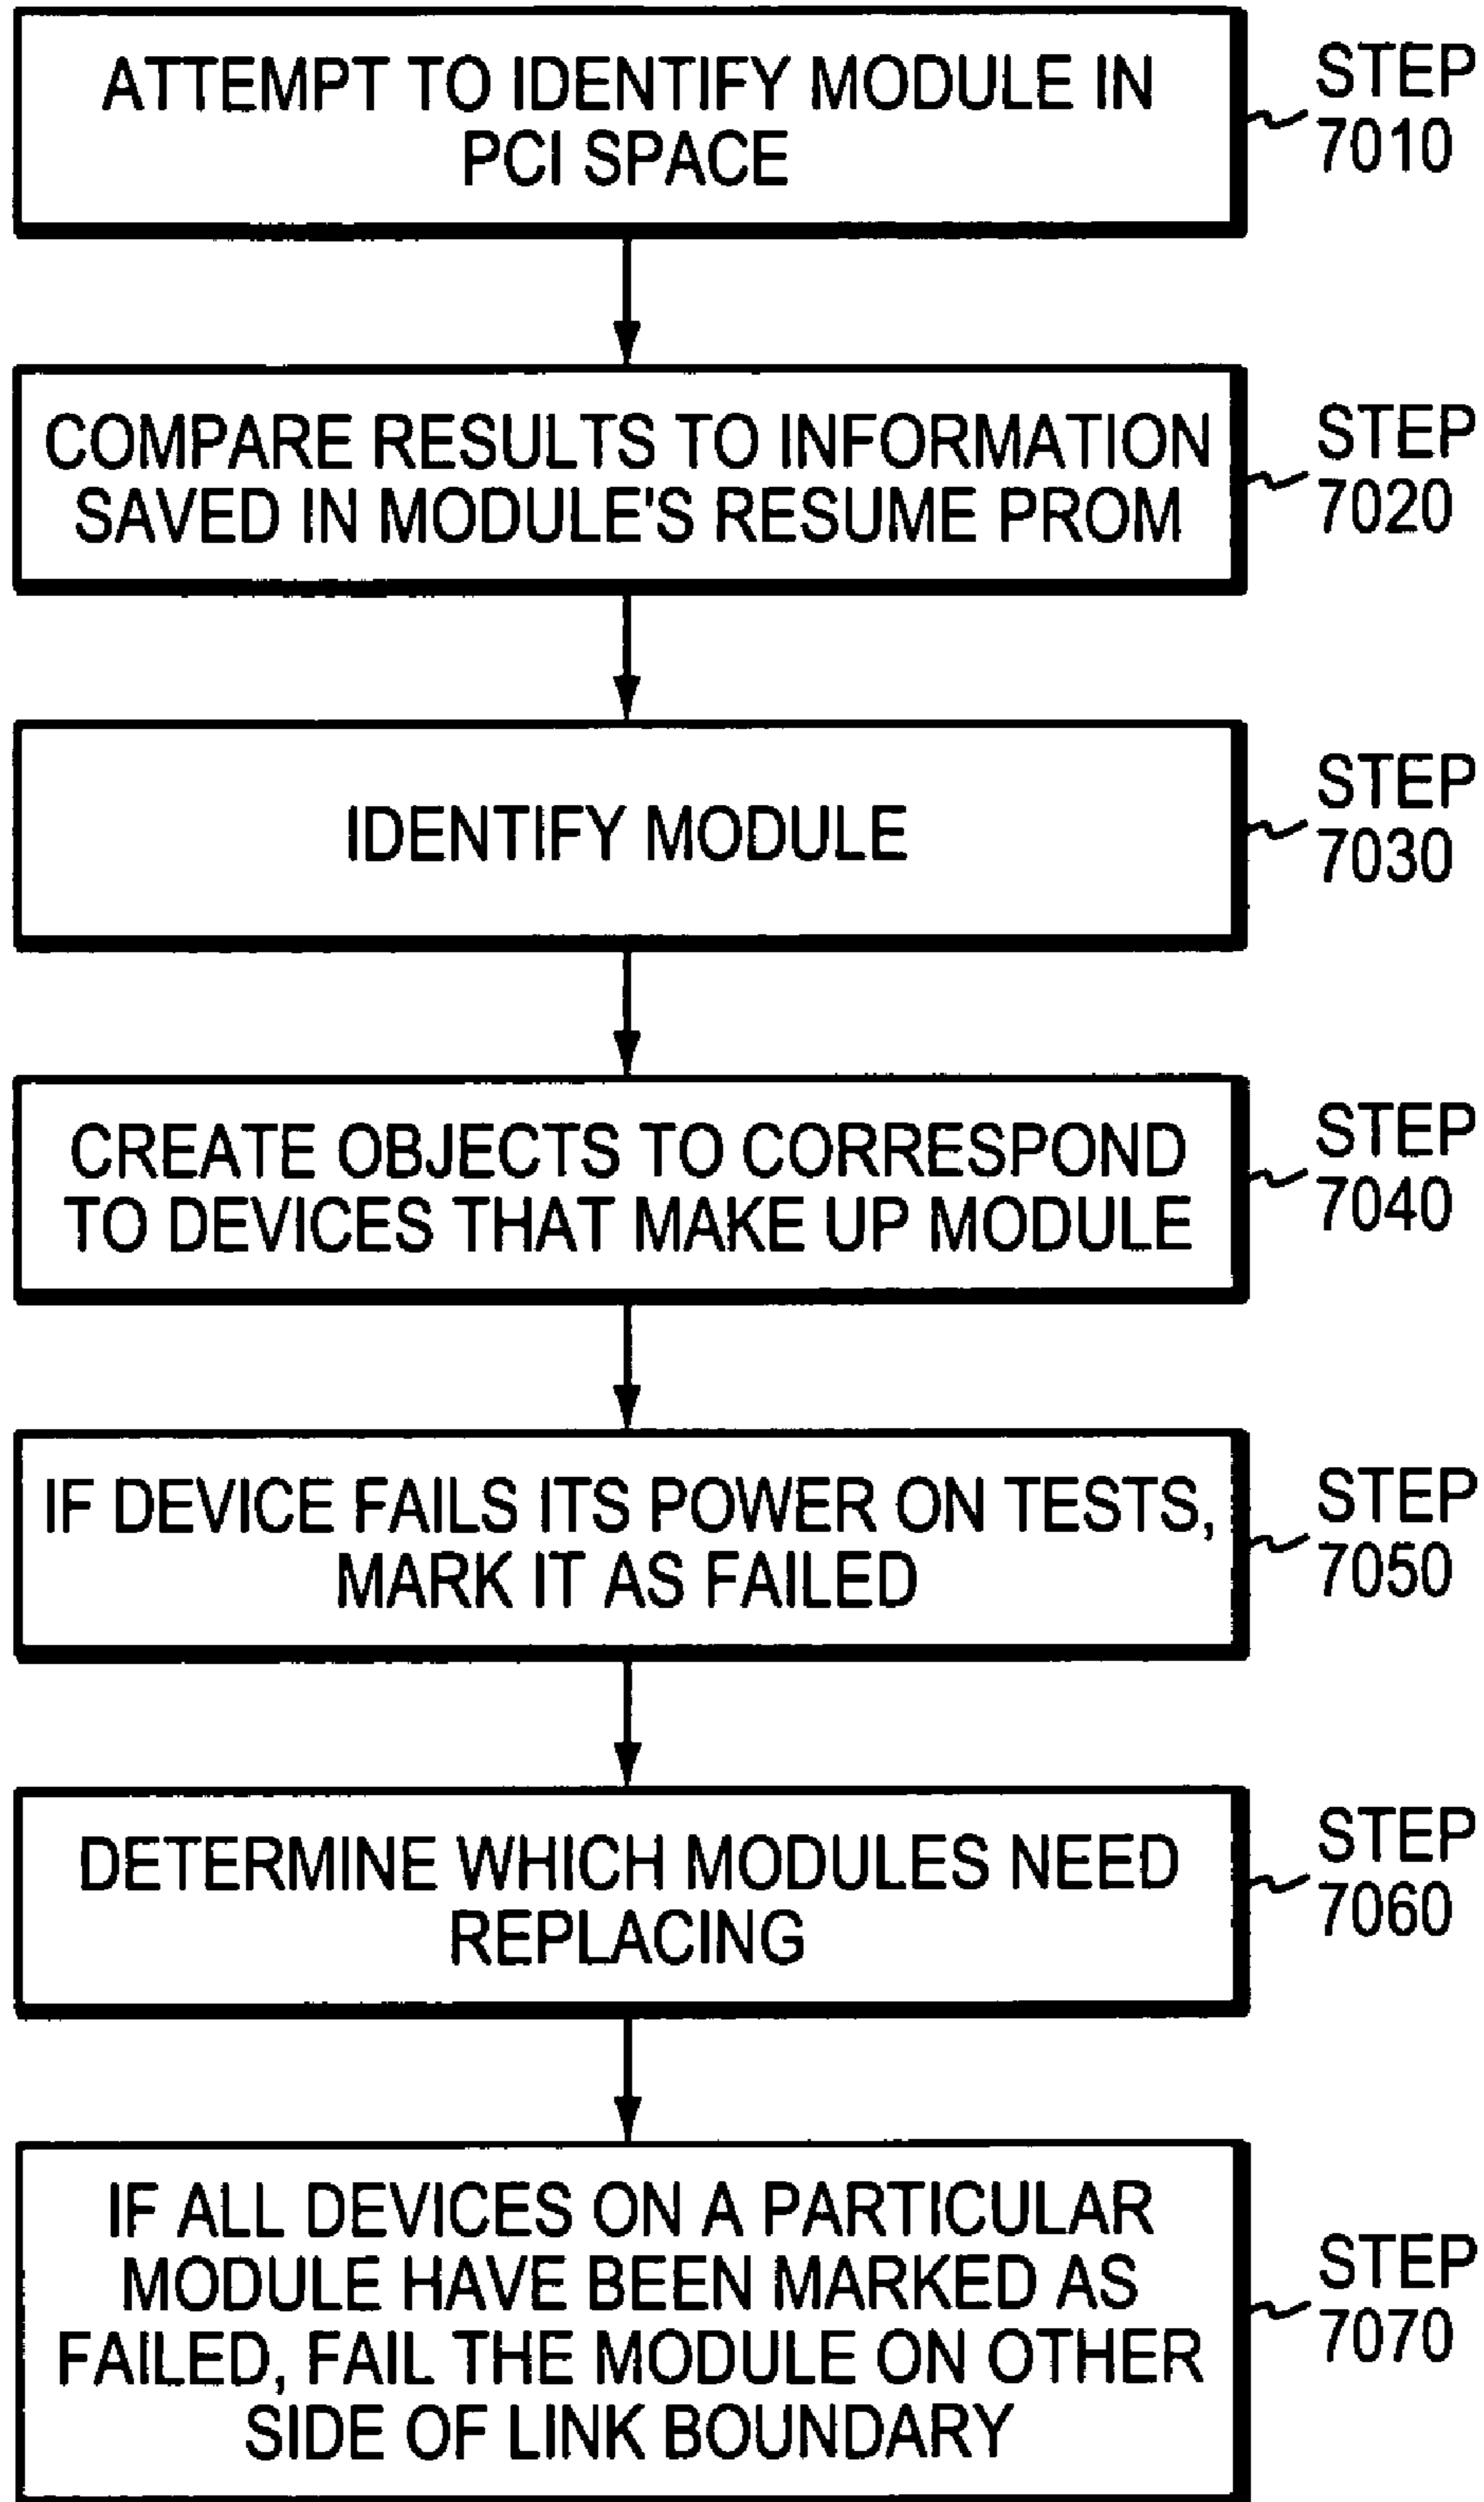 ATTEMPT TO IDENTIFY MODULE IN
PCI SPACE
STEP
7010
COMPARE RESULTS TO INFORMATION
SAVED IN MODULE'S RESUME PROM
STEP
7020
IDENTIFY MODULE
STEP
7030
CREATE OBJECTS TO CORRESPOND
TO DEVICES THAT MAKE UP MODULE
STEP
7040
IF DEVICE FAILS ITS POWER ON TESTS,
MARK IT AS FAILED
STEP
7050
DETERMINE WHICH MODULES NEED
REPLACING
STEP
7060
IF ALL DEVICES ON A PARTICULAR
MODULE HAVE BEEN MARKED AS
FAILED, FAIL THE MODULE ON OTHER
SIDE OF LINK BOUNDARY
STEP
7070